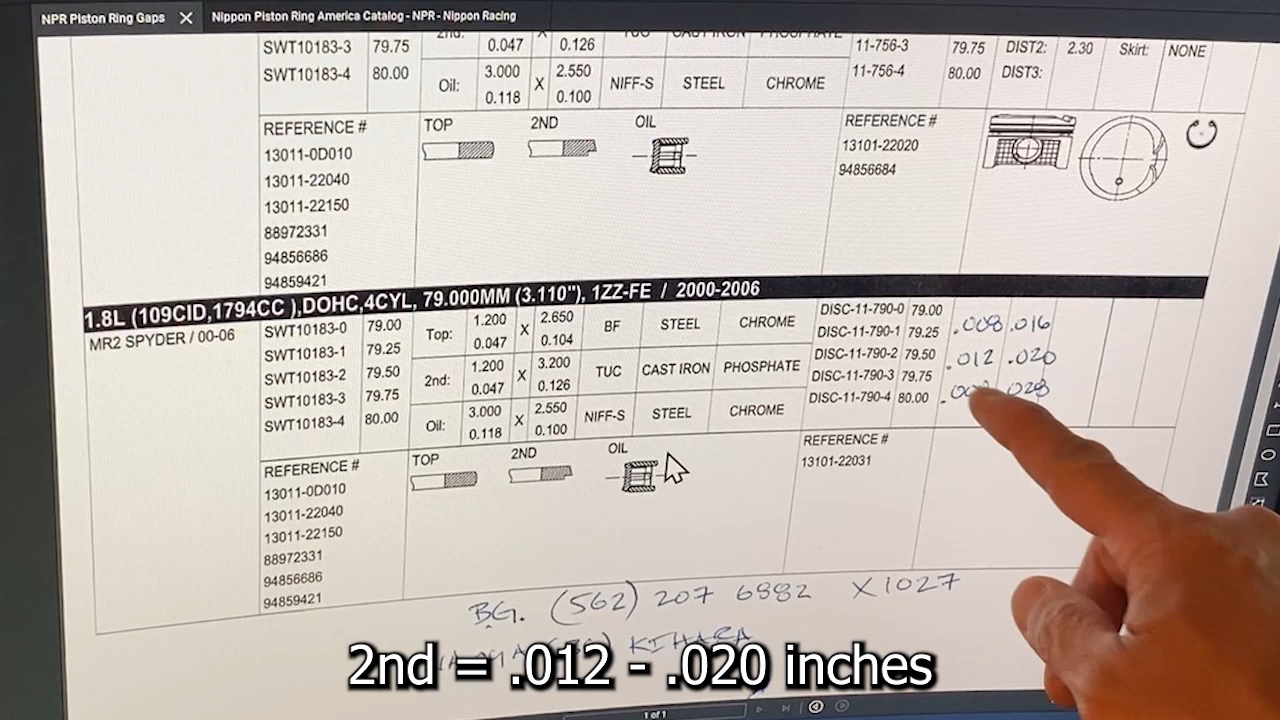 NPR Piston Ring Gaps
Nippon Piston Ring America Catalog - NPR - Nippon Racing
SWT10183-3 79.75 2nd: 0.047 X 0.126 TUC CAST IRON PHOSPHATE 11-756-3 79.75 DIST2: 2.30 Skirt: NONE
SWT10183-4 80.00 Oil: 3.000 X 2.550 NIFF-S STEEL CHROME 11-756-4 80.00 DIST3:
0.118 0.100
REFERENCE # TOP 2ND OIL REFERENCE #
13011-0D010 13101-22020
13011-22040 94856684
13011-22150
88972331
94856686
94859421
1.8L (109CID,1794CC ),DOHC,4CYL, 79.000MM (3.110"), 1ZZ-FE / 2000-2006
MR2 SPYDER / 00-06 SWT10183-0 79.00 Top: 1.200 X 2.650 BF STEEL CHROME DISC-11-790-0 79.00
SWT10183-1 79.25 0.047 0.104 DISC-11-790-1 79.25 .008 .016
SWT10183-2 79.50 2nd: 1.200 X 3.200 TUC CAST IRON PHOSPHATE DISC-11-790-2 79.50 .012 .020
SWT10183-3 79.75 0.047 0.126 DISC-11-790-3 79.75
SWT10183-4 80.00 Oil: 3.000 X 2.550 NIFF-S STEEL CHROME DISC-11-790-4 80.00 .028
0.118 0.100
REFERENCE # TOP 2ND OIL REFERENCE #
13011-0D010 13101-22031
13011-22040
13011-22150
88972331
94856686
94859421
BG. (562) 207 6882 X1027
KIHARA
2nd = .012 - .020 inches
1 of 1